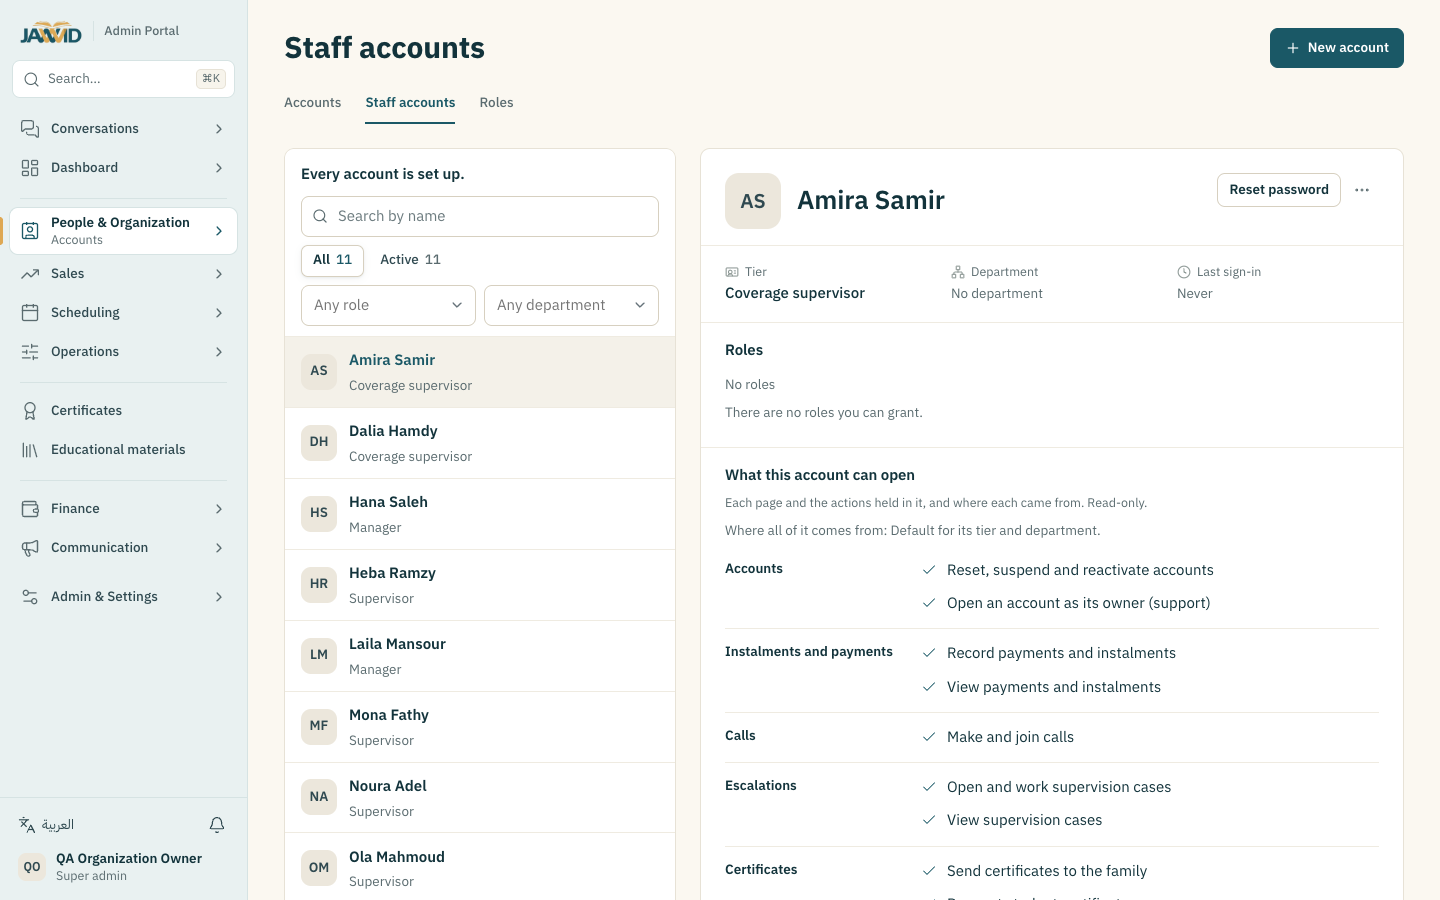 JAWWID
Admin Portal
Search...
⌘K
Conversations
Dashboard
People & Organization
Accounts
Sales
Scheduling
Operations
Certificates
Educational materials
Finance
Communication
Admin & Settings
العربية
QO
QA Organization Owner
Super admin
Staff accounts
New account
Accounts
Staff accounts
Roles
Every account is set up.
Search by name
All 11
Active 11
Any role
Any department
AS
Amira Samir
Coverage supervisor
DH
Dalia Hamdy
Coverage supervisor
HS
Hana Saleh
Manager
HR
Heba Ramzy
Supervisor
LM
Laila Mansour
Manager
MF
Mona Fathy
Supervisor
NA
Noura Adel
Supervisor
OM
Ola Mahmoud
Supervisor
AS
Amira Samir
Reset password
Tier
Coverage supervisor
Department
No department
Last sign-in
Never
Roles
No roles
There are no roles you can grant.
What this account can open
Each page and the actions held in it, and where each came from. Read-only.
Where all of it comes from: Default for its tier and department.
Accounts
Reset, suspend and reactivate accounts
Open an account as its owner (support)
Instalments and payments
Record payments and instalments
View payments and instalments
Calls
Make and join calls
Escalations
Open and work supervision cases
View supervision cases
Certificates
Send certificates to the family